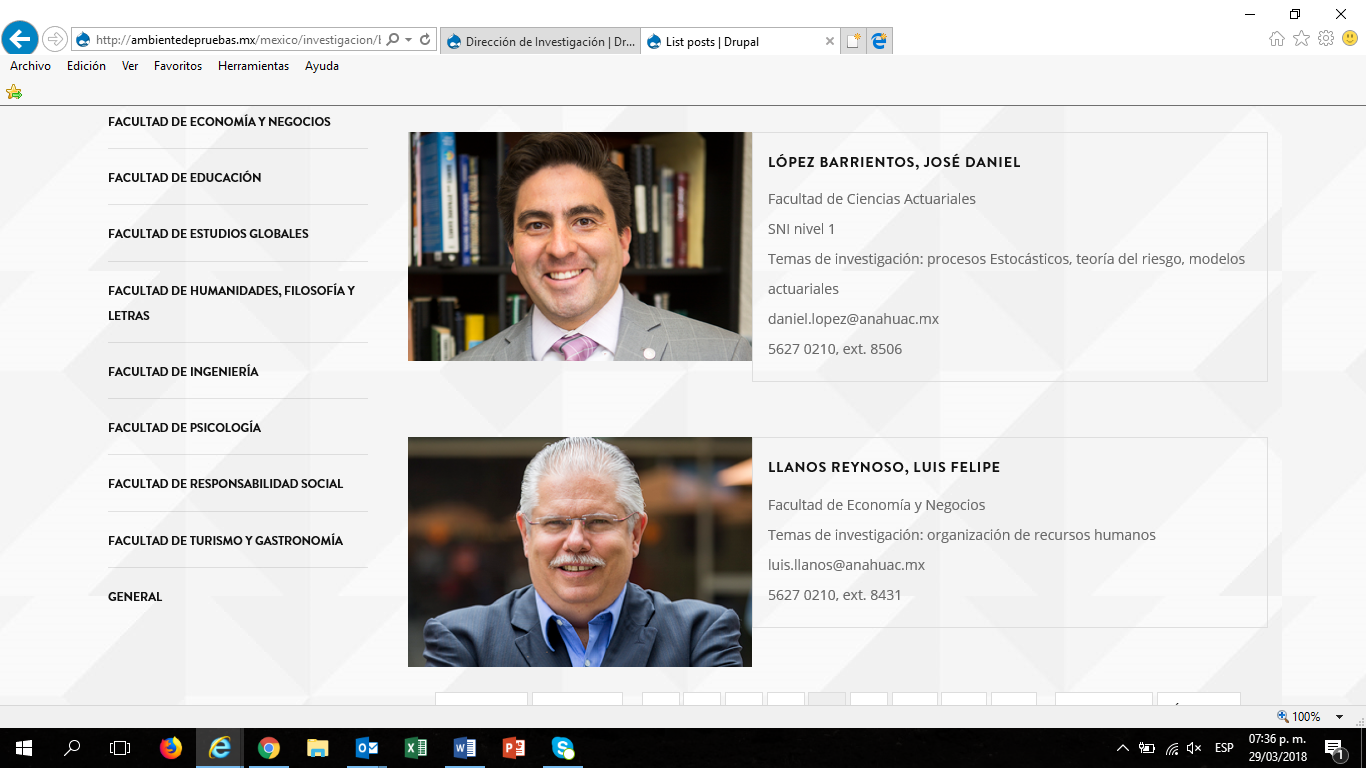 http://ambientedepruebas.mx/mexico/investigacion/
Dirección de Investigación | Dr...
List posts | Drupal
Archivo Edición Ver Favoritos Herramientas Ayuda
FACULTAD DE ECONOMÍA Y NEGOCIOS
FACULTAD DE EDUCACIÓN
FACULTAD DE ESTUDIOS GLOBALES
FACULTAD DE HUMANIDADES, FILOSOFÍA Y
LETRAS
FACULTAD DE INGENIERÍA
FACULTAD DE PSICOLOGÍA
FACULTAD DE RESPONSABILIDAD SOCIAL
FACULTAD DE TURISMO Y GASTRONOMÍA
GENERAL
LÓPEZ BARRIENTOS, JOSÉ DANIEL
Facultad de Ciencias Actuariales
SNI nivel 1
Temas de investigación: procesos Estocásticos, teoría del riesgo, modelos
actuariales
daniel.lopez@anahuac.mx
5627 0210, ext. 8506
LLANOS REYNOSO, LUIS FELIPE
Facultad de Economía y Negocios
Temas de investigación: organización de recursos humanos
luis.llanos@anahuac.mx
5627 0210, ext. 8431
100%
ESP
07:36 p. m.
29/03/2018
1